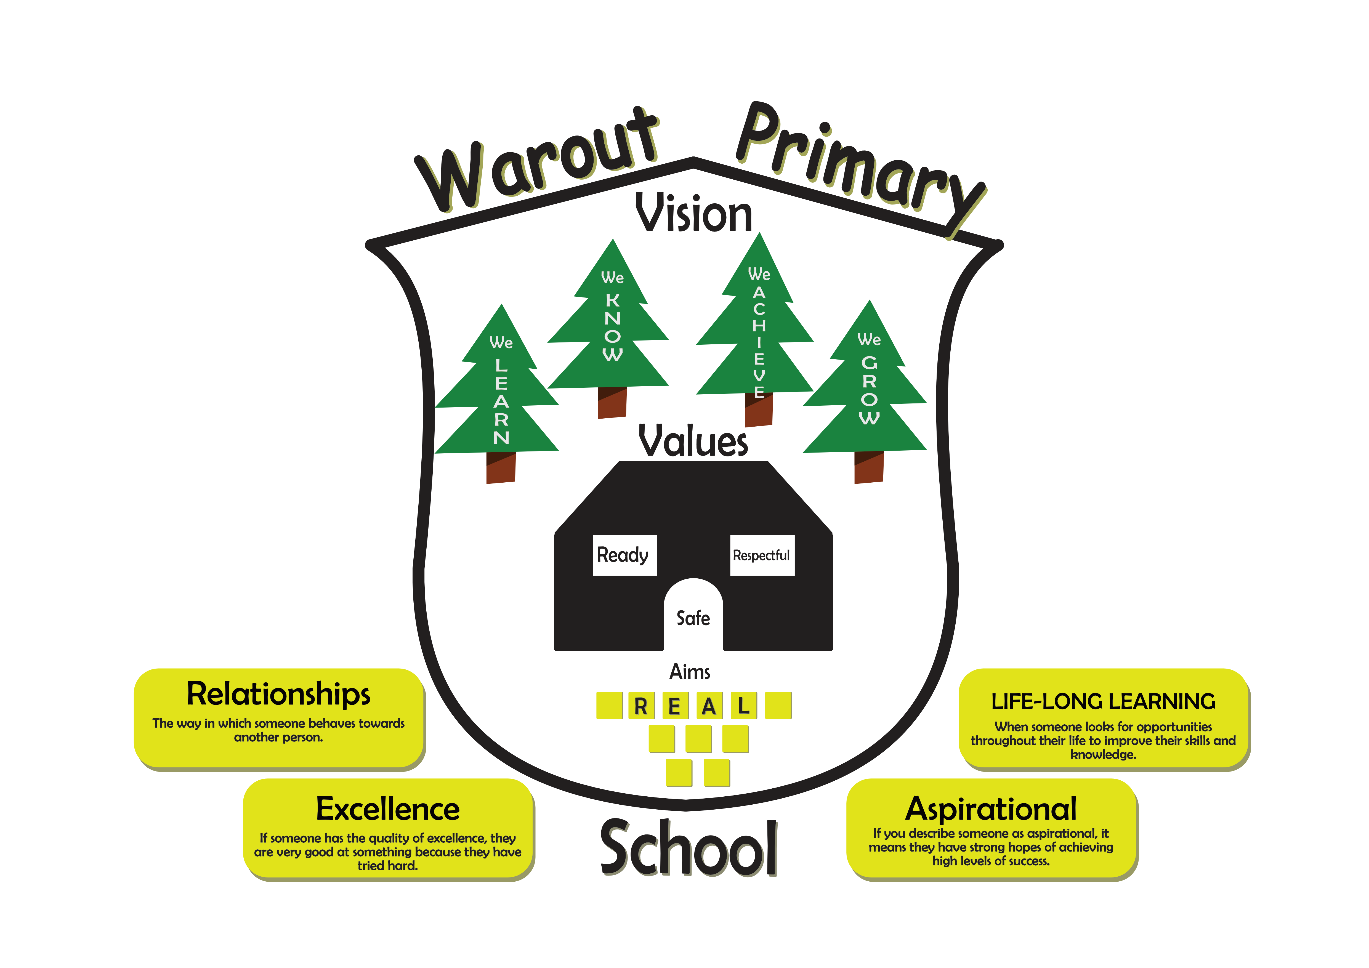 Warout Primary
Vision
We KNOW
We ACHIEVE
We LEARN
We GROW
Values
Ready
Respectful
Safe
Aims
R E A L
Relationships
The way in which someone behaves towards
another person.
LIFE-LONG LEARNING
When someone looks for opportunities
throughout their life to improve their skills and
knowledge.
Excellence
If someone has the quality of excellence, they
are very good at something because they have
tried hard.
Aspirational
If you describe someone as aspirational, it
means they have strong hopes of achieving
high levels of success.
School